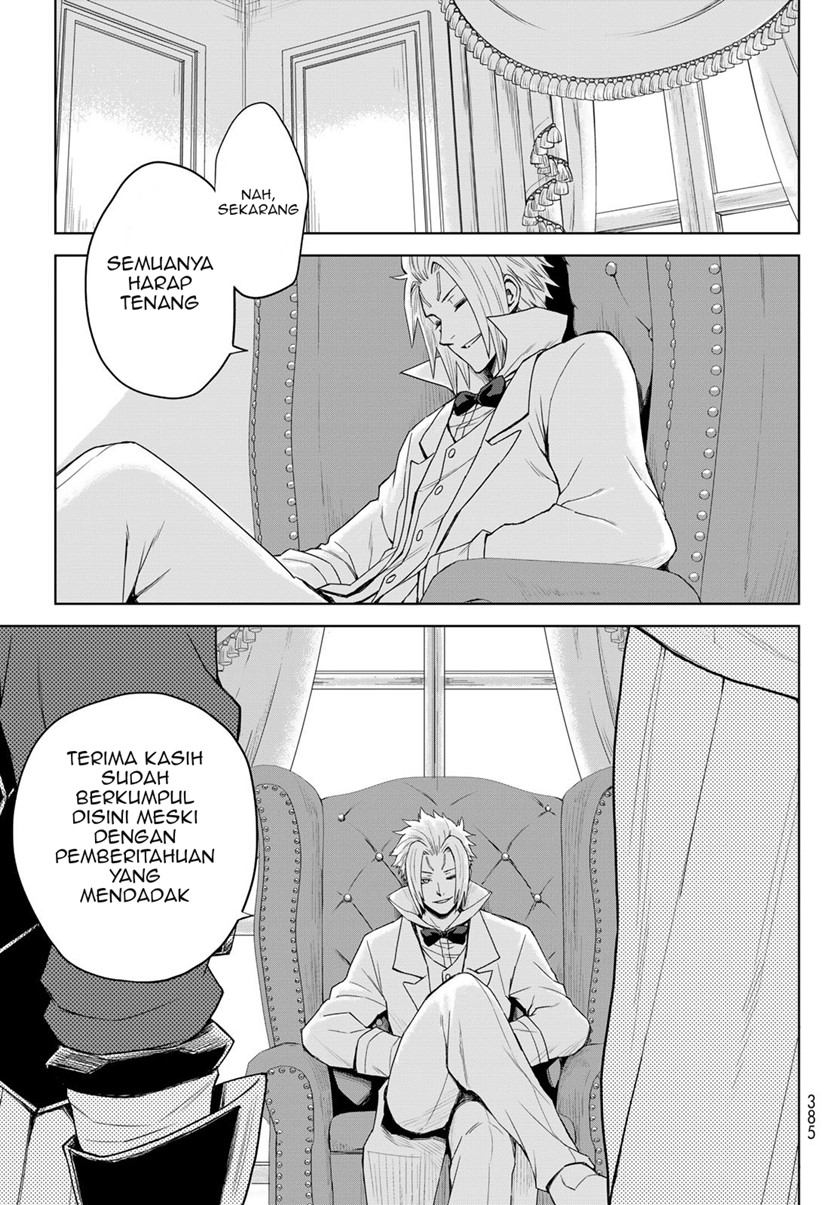 NAH,
SEKARANG
SEMUANYA
HARAP
TENANG
TERIMA KASIH
SUDAH
BERKUMPUL
DISINI MESKI
DENGAN
PEMBERITAHUAN
YANG
MENDADAK
385